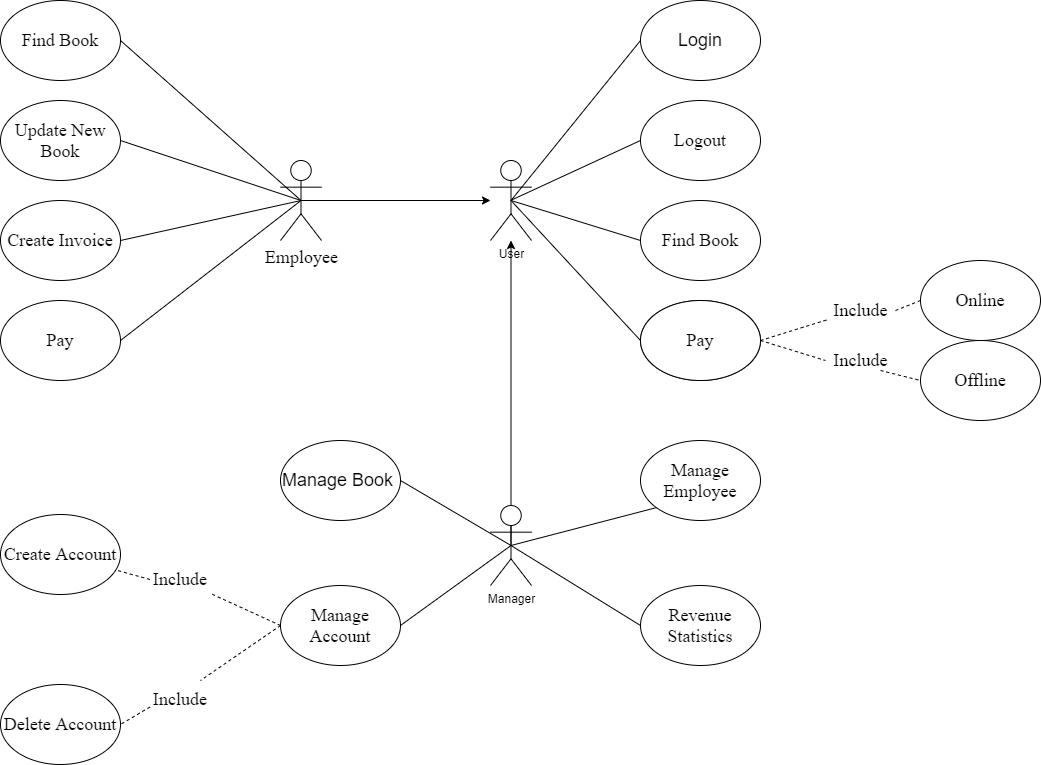 Find Book
Login
Update New
Book
Logout
Create Invoice
Employee
User
Find Book
Pay
Pay
Include
Online
Include
Offline
Manage Book
Manage
Employee
Create Account
Include
Manager
Manage
Account
Revenue
Statistics
Include
Delete Account